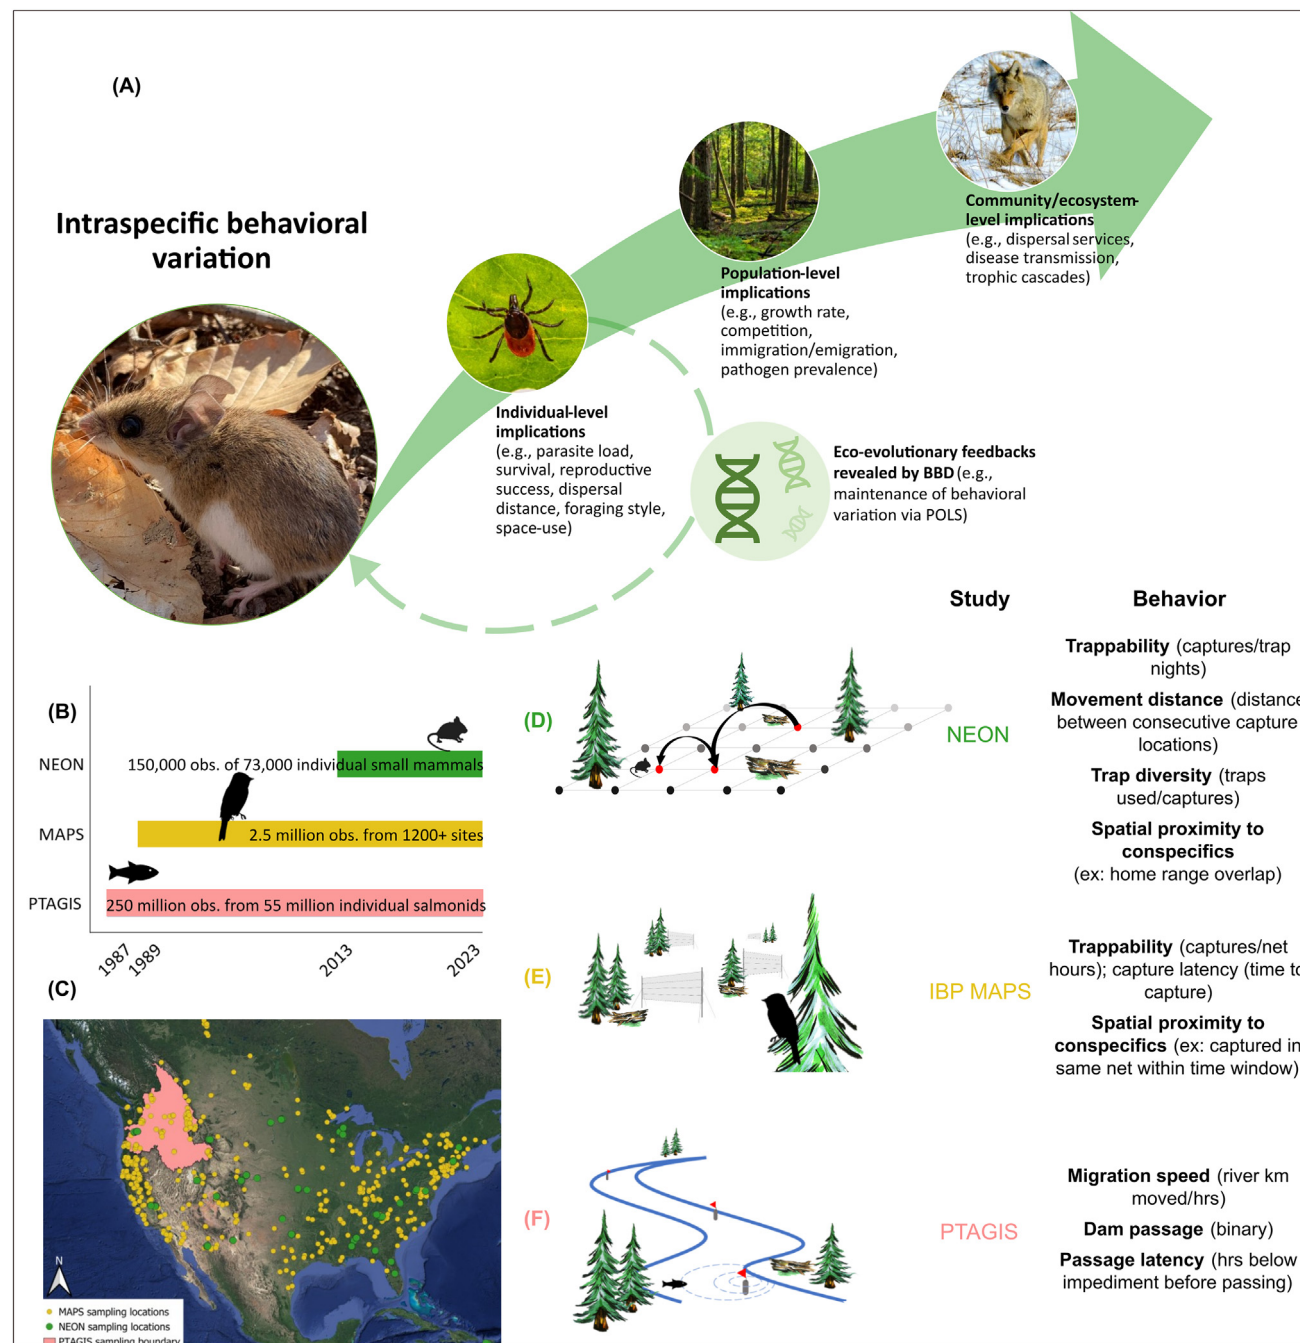 (A)
Intraspecific behavioral
variation
Community/ecosystem-
level implications
(e.g., dispersal services,
disease transmission,
trophic cascades)
Population-level
implications
(e.g., growth rate,
competition,
immigration/emigration,
pathogen prevalence)
Individual-level
implications
(e.g., parasite load,
survival, reproductive
success, dispersal
distance, foraging style,
space-use)
Eco-evolutionary feedbacks
revealed by BBD (e.g.,
maintenance of behavioral
variation via POLS)
(B)
NEON
150,000 obs. of 73,000 individual small mammals
MAPS
2.5 million obs. from 1200+ sites
PTAGIS
250 million obs. from 55 million individual salmonids
1987
1989
2013
2023
(C)
N
MAPS sampling locations
NEON sampling locations
PTAGIS sampling boundary
Study
Behavior
(D)
NEON
Trappability (captures/trap
nights)
Movement distance (distance
between consecutive capture
locations)
Trap diversity (traps
used/captures)
Spatial proximity to
conspecifics
(ex: home range overlap)
(E)
IBP MAPS
Trappability (captures/net
hours); capture latency (time to
capture)
Spatial proximity to
conspecifics (ex: captured in
same net within time window)
(F)
PTAGIS
Migration speed (river km
moved/hrs)
Dam passage (binary)
Passage latency (hrs below
impediment before passing)